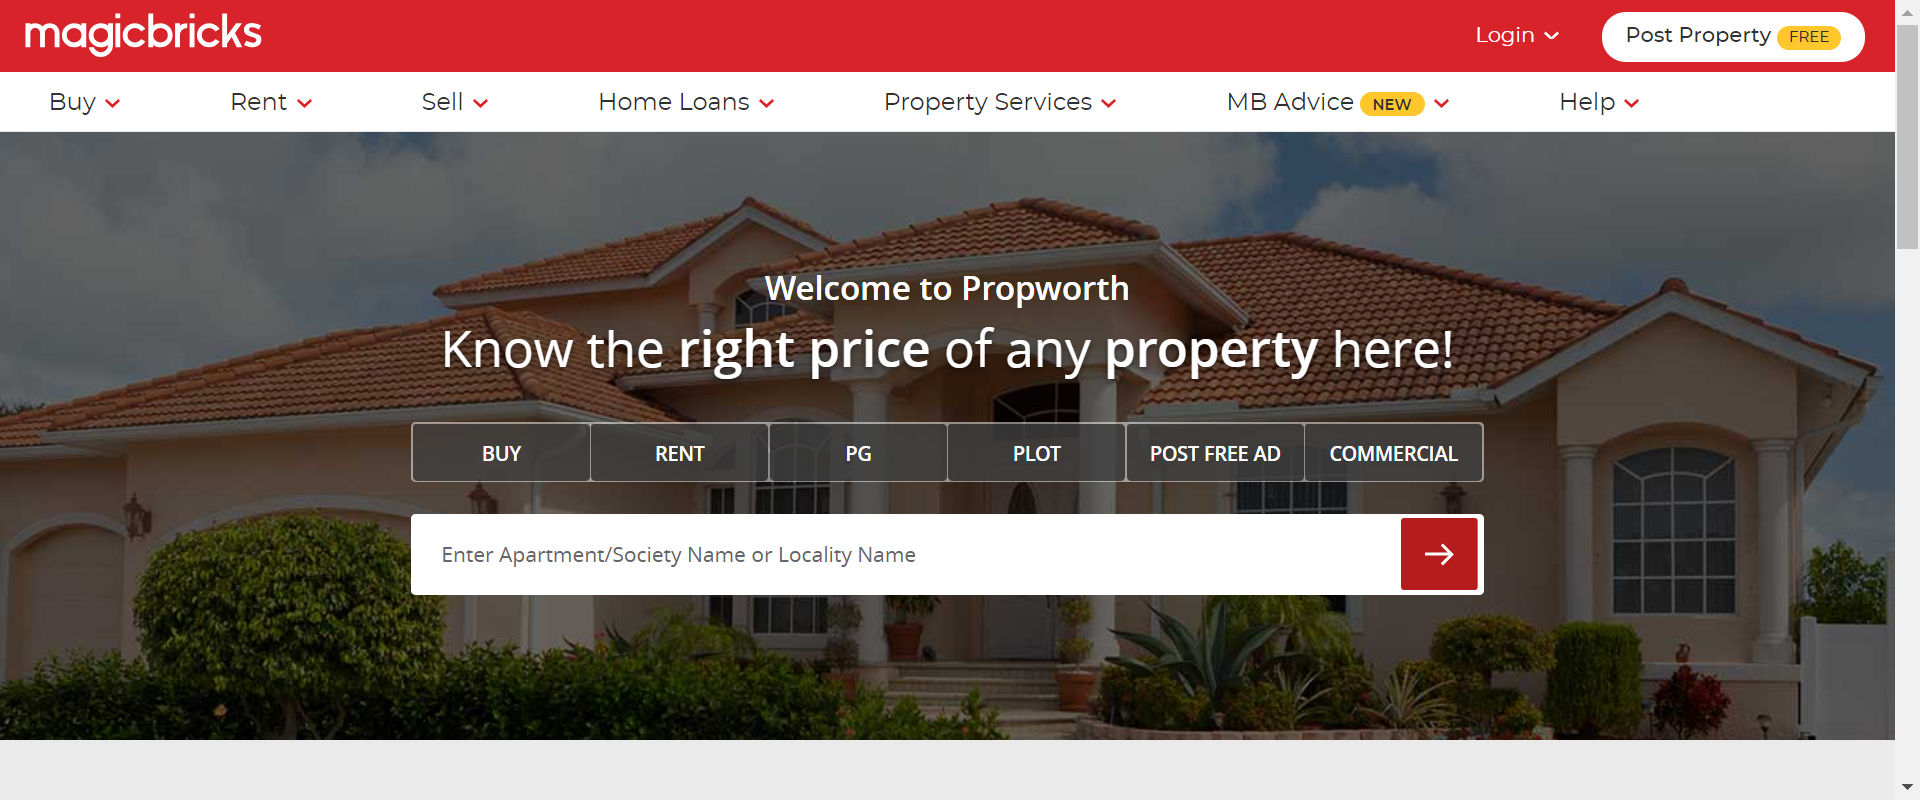 magicbricks
Login
Post Property FREE
Buy
Rent
Sell
Home Loans
Property Services
MB Advice NEW
Help
Welcome to Propworth
Know the right price of any property here!
BUY
RENT
PG
PLOT
POST FREE AD
COMMERCIAL
Enter Apartment/Society Name or Locality Name